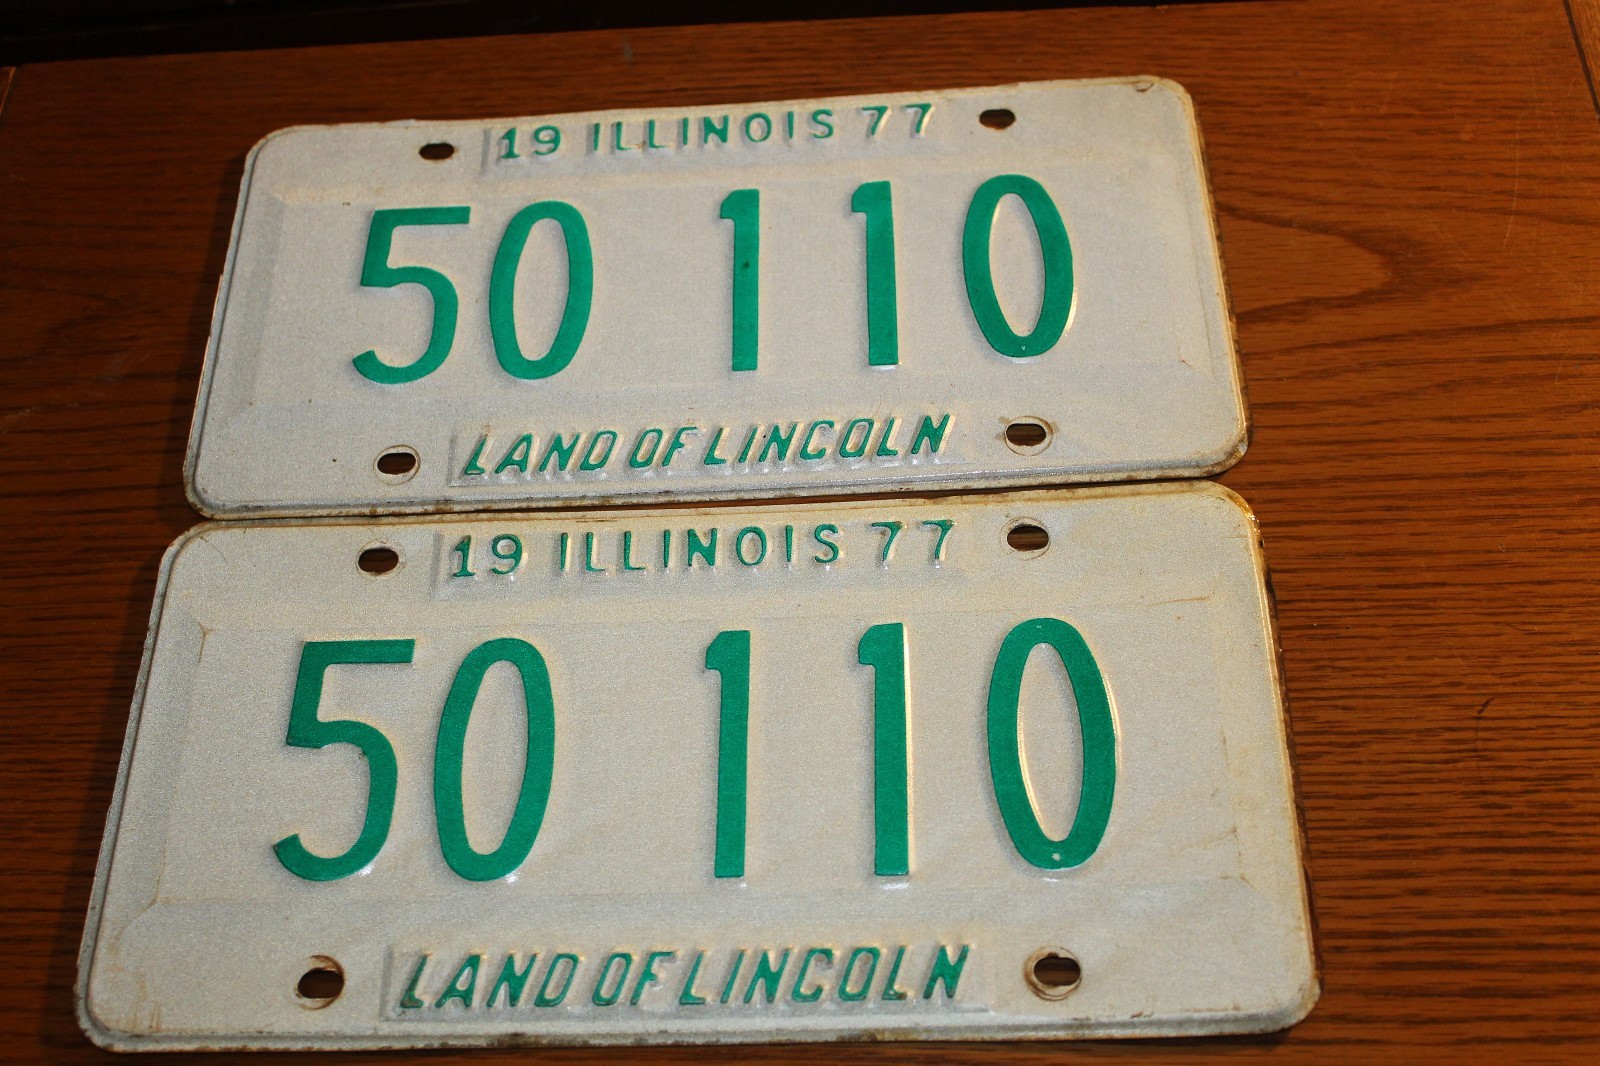 19 ILLINOIS 77
50 110
LAND OF LINCOLN
19 ILLINOIS 77
50 110
LAND OF LINCOLN